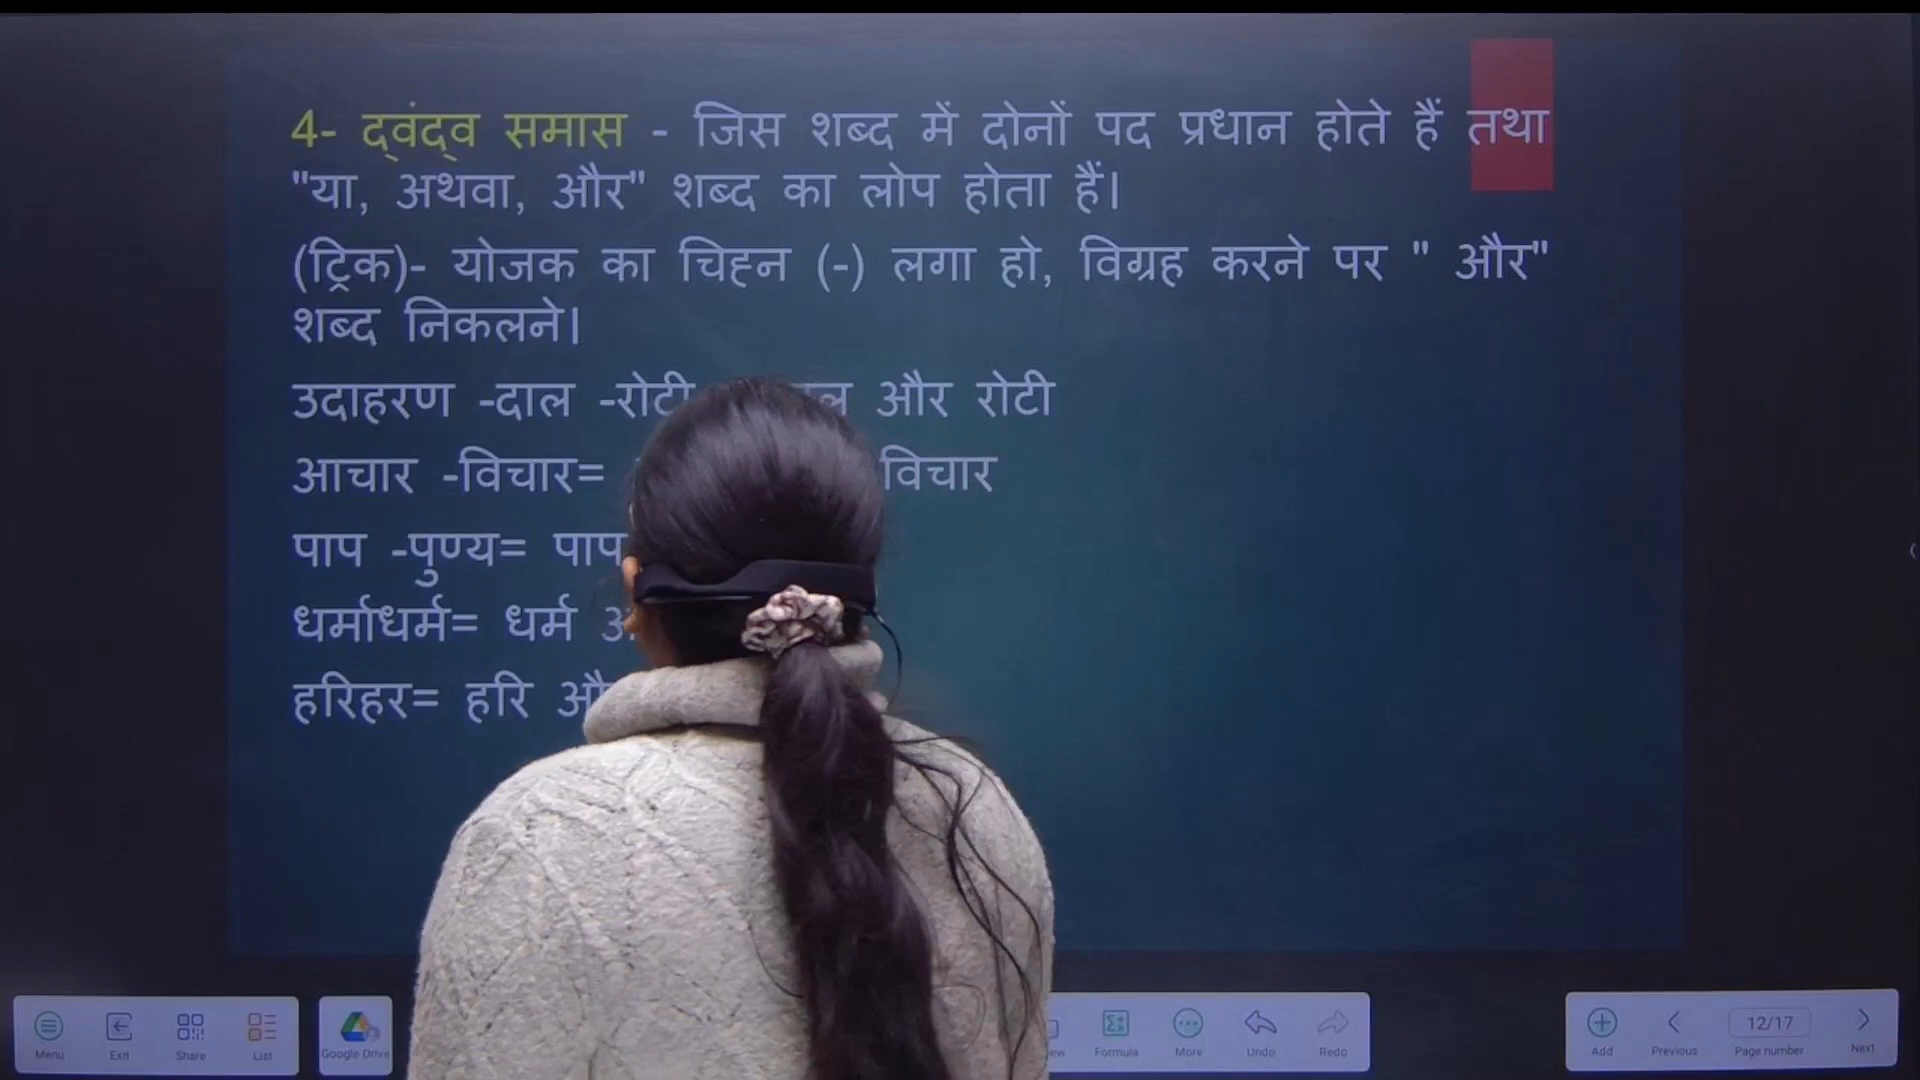 4- द्वंद्व समास - जिस शब्द में दोनों पद प्रधान होते हैं तथा
"या, अथवा, और" शब्द का लोप होता हैं।
(ट्रिक)- योजक का चिह्न (-) लगा हो, विग्रह करने पर " और"
शब्द निकलने।
उदाहरण -दाल -रोटी और रोटी
आचार -विचार= विचार
पाप -पुण्य= पाप
धर्माधर्म= धर्म
हरिहर= हरि
Menu Exit Share List Google Drive Formula More Undo Redo Add Previous 12/17 Page number Next